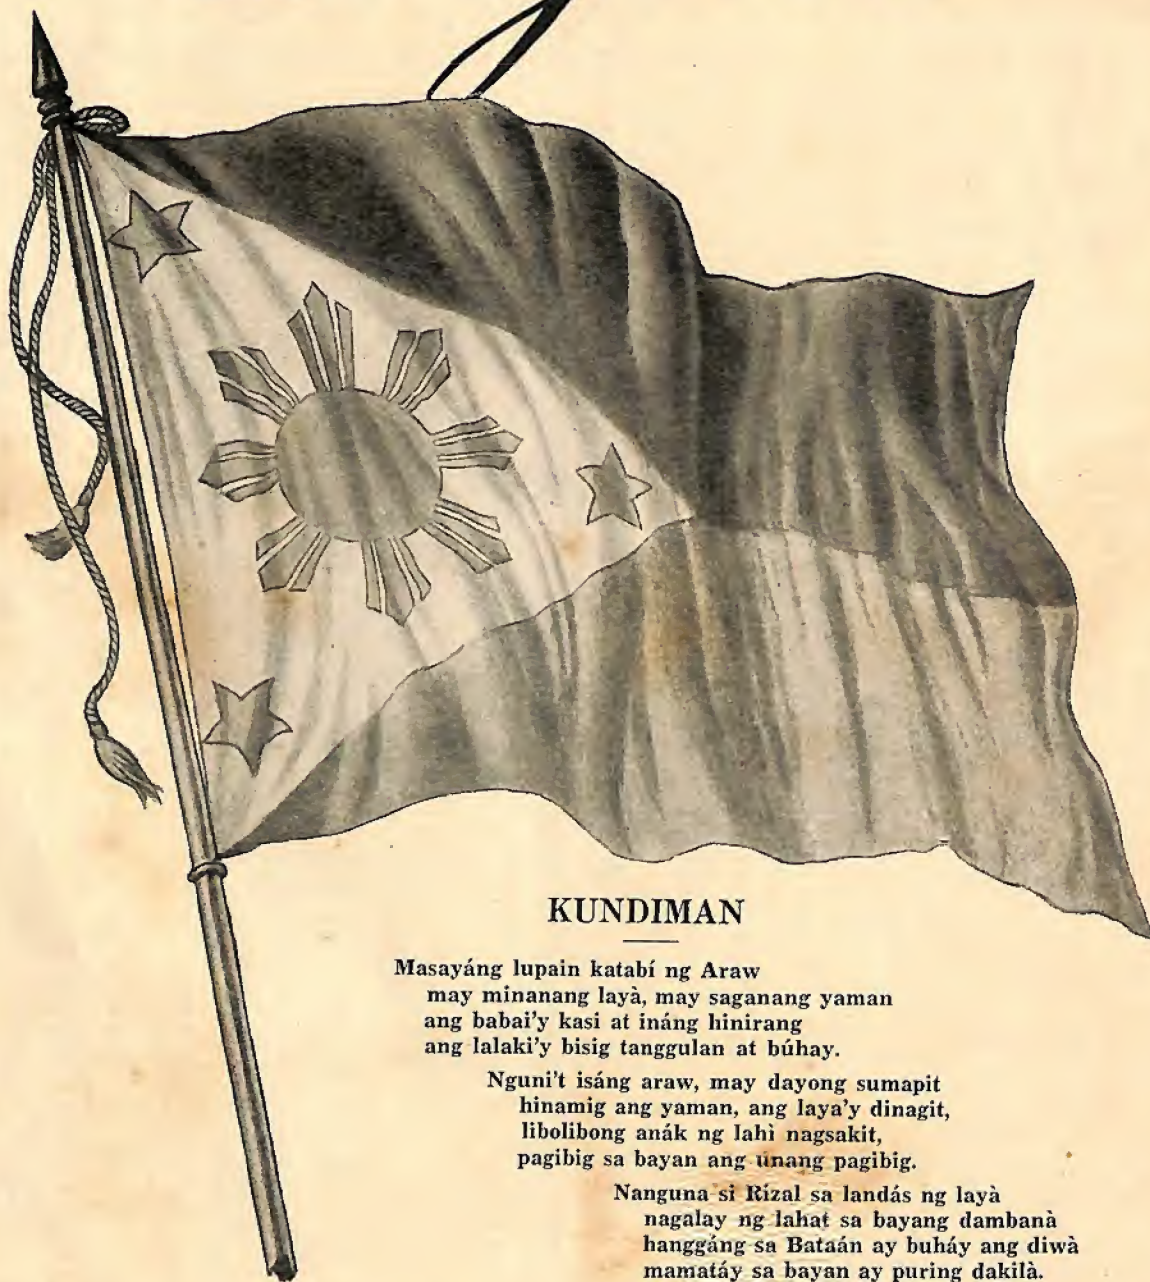 KUNDIMAN
Masayáng lupain katabí ng Araw
may minanang layà, may saganang yaman
ang babai'y kasi at ináng hinirang
ang lalaki'y bisig tanggulan at búhay.
Nguni't isáng araw, may dayong sumapit
hinamig ang yaman, ang laya'y dinagit,
libolibong anák ng lahì nagsakit,
pagibig sa bayan ang unang pagibig.
Nanguna si Rízal sa landás ng layà
nagalay ng lahat sa bayang dambanà
hanggáng sa Bataán ay buháy ang diwà
mamatáy sa bayan ay puring dakilà.